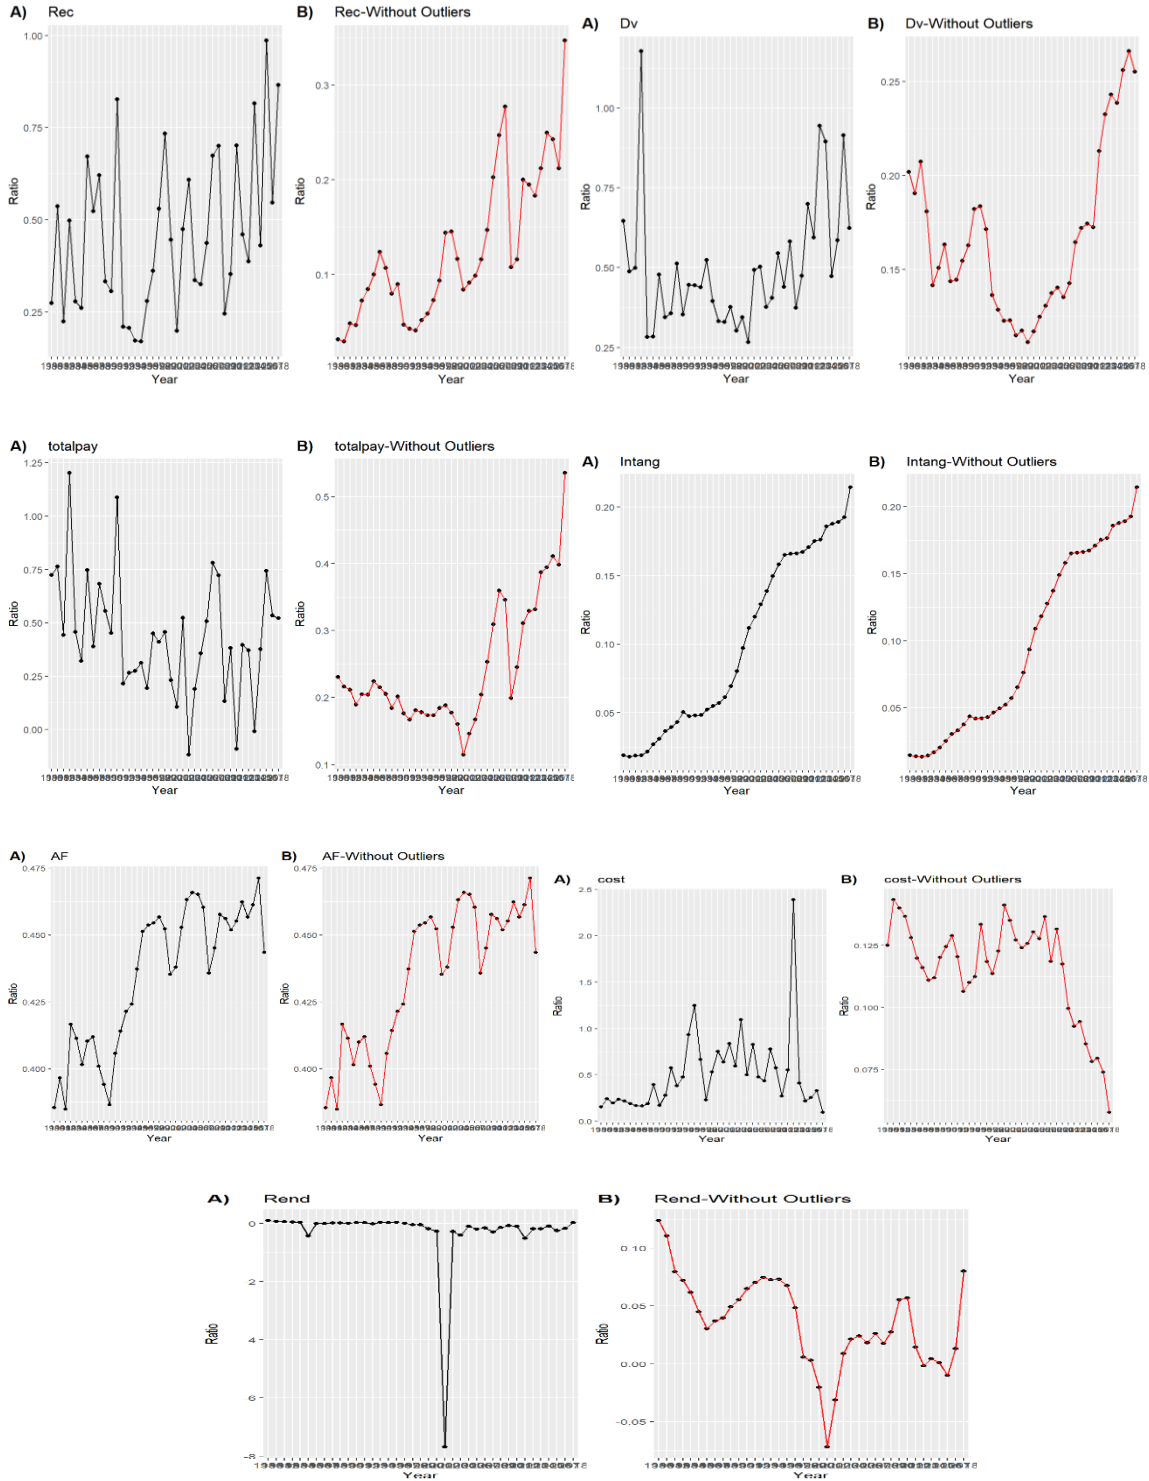 A) Rec
1.00
0.75
0.50
0.25
Ratio
Year
B) Rec-Without Outliers
0.3
0.2
0.1
Ratio
Year
A) Dv
1.00
0.75
0.50
0.25
Ratio
Year
B) Dv-Without Outliers
0.25
0.20
0.15
Ratio
Year
A) totalpay
1.25
1.00
0.75
0.50
0.25
0.00
Ratio
Year
B) totalpay-Without Outliers
0.5
0.4
0.3
0.2
0.1
Ratio
Year
A) Intang
0.20
0.15
0.10
0.05
Ratio
Year
B) Intang-Without Outliers
0.20
0.15
0.10
0.05
Ratio
Year
A) AF
0.475
0.450
0.425
0.400
Ratio
Year
B) AF-Without Outliers
0.475
0.450
0.425
0.400
Ratio
Year
A) cost
2.5
2.0
1.5
1.0
0.5
0.0
Ratio
Year
B) cost-Without Outliers
0.125
0.100
0.075
Ratio
Year
A) Rend
0
-2
-4
-6
-8
Ratio
Year
B) Rend-Without Outliers
0.10
0.05
0.00
-0.05
Ratio
Year